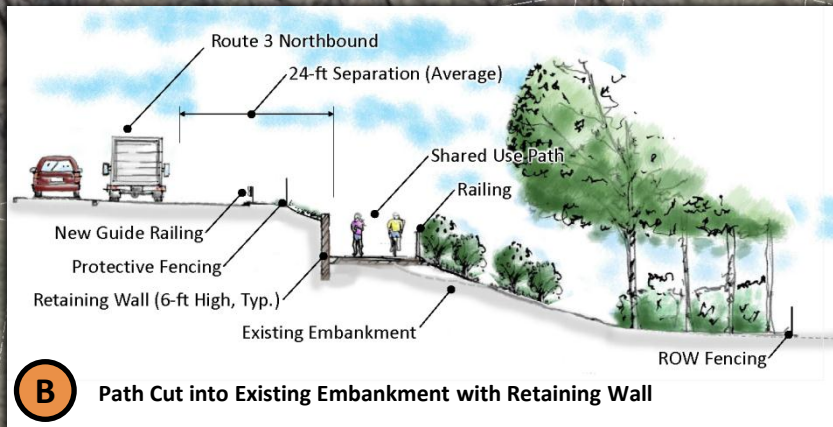 Route 3 Northbound
24-ft Separation (Average)
Shared Use Path
Railing
New Guide Railing
Protective Fencing
Retaining Wall (6-ft High, Typ.)
Existing Embankment
ROW Fencing
B
Path Cut into Existing Embankment with Retaining Wall